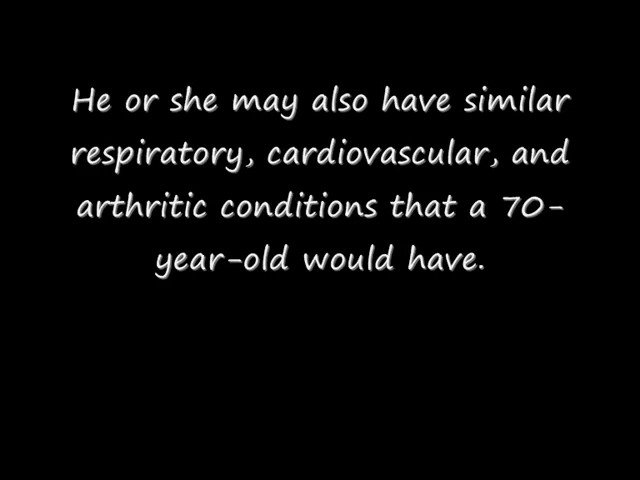 He or she may also have similar
respiratory, cardiovascular, and
arthritic conditions that a 70-
year-old would have.